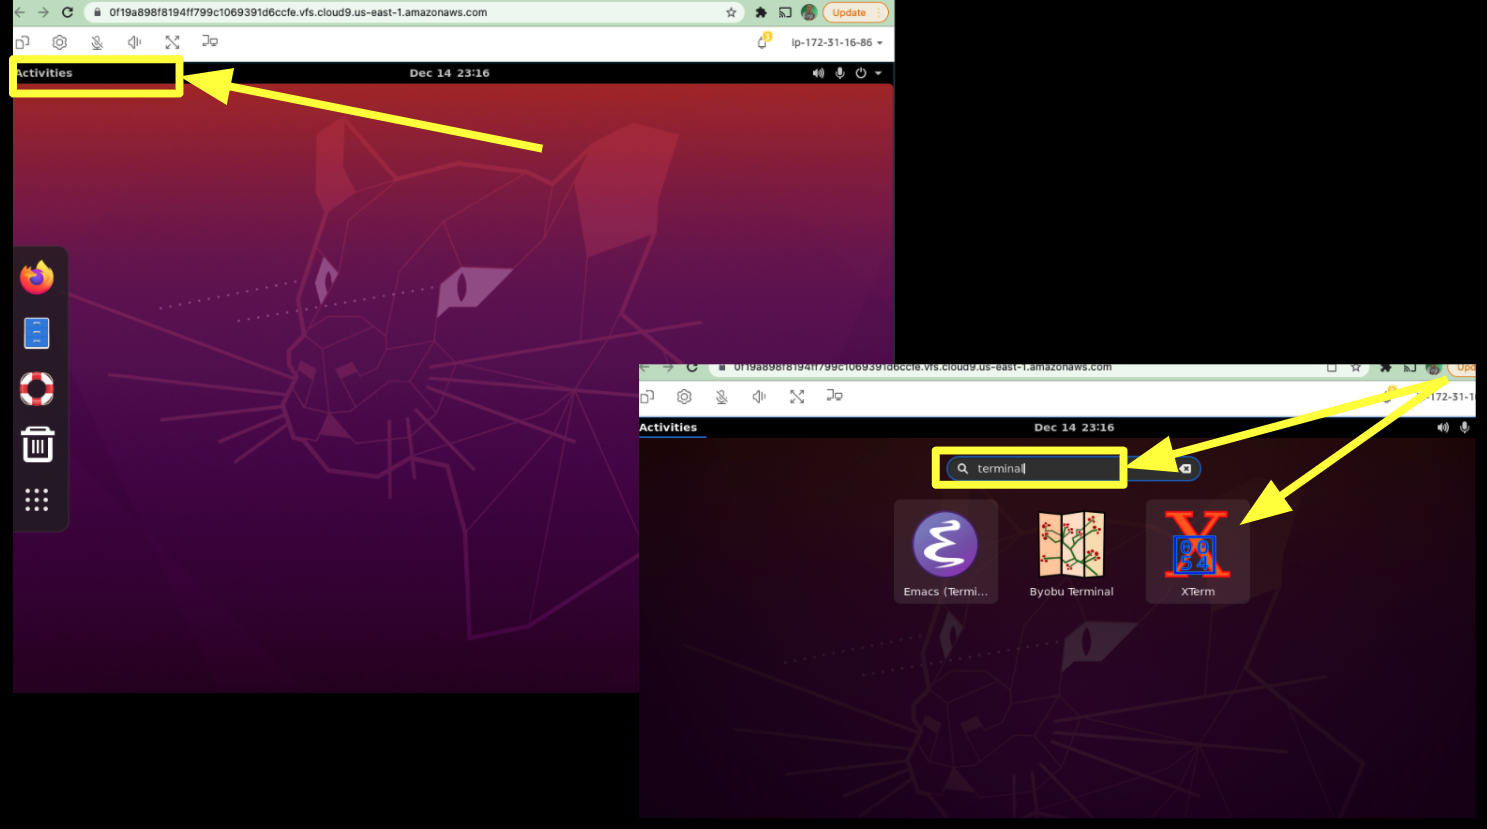 0f19a898f8194ff799c1069391d6ccfe.vfs.cloud9.us-east-1.amazonaws.com
Update
Ip-172-31-16-86
Activities
Dec 14 23:16
0f19a898f8194ff799c1069391d6ccfe.vfs.cloud9.us-east-1.amazonaws.com
-172-31-1
Activities
Dec 14 23:16
terminal
Emacs (Termi...
Byobu Terminal
XTerm